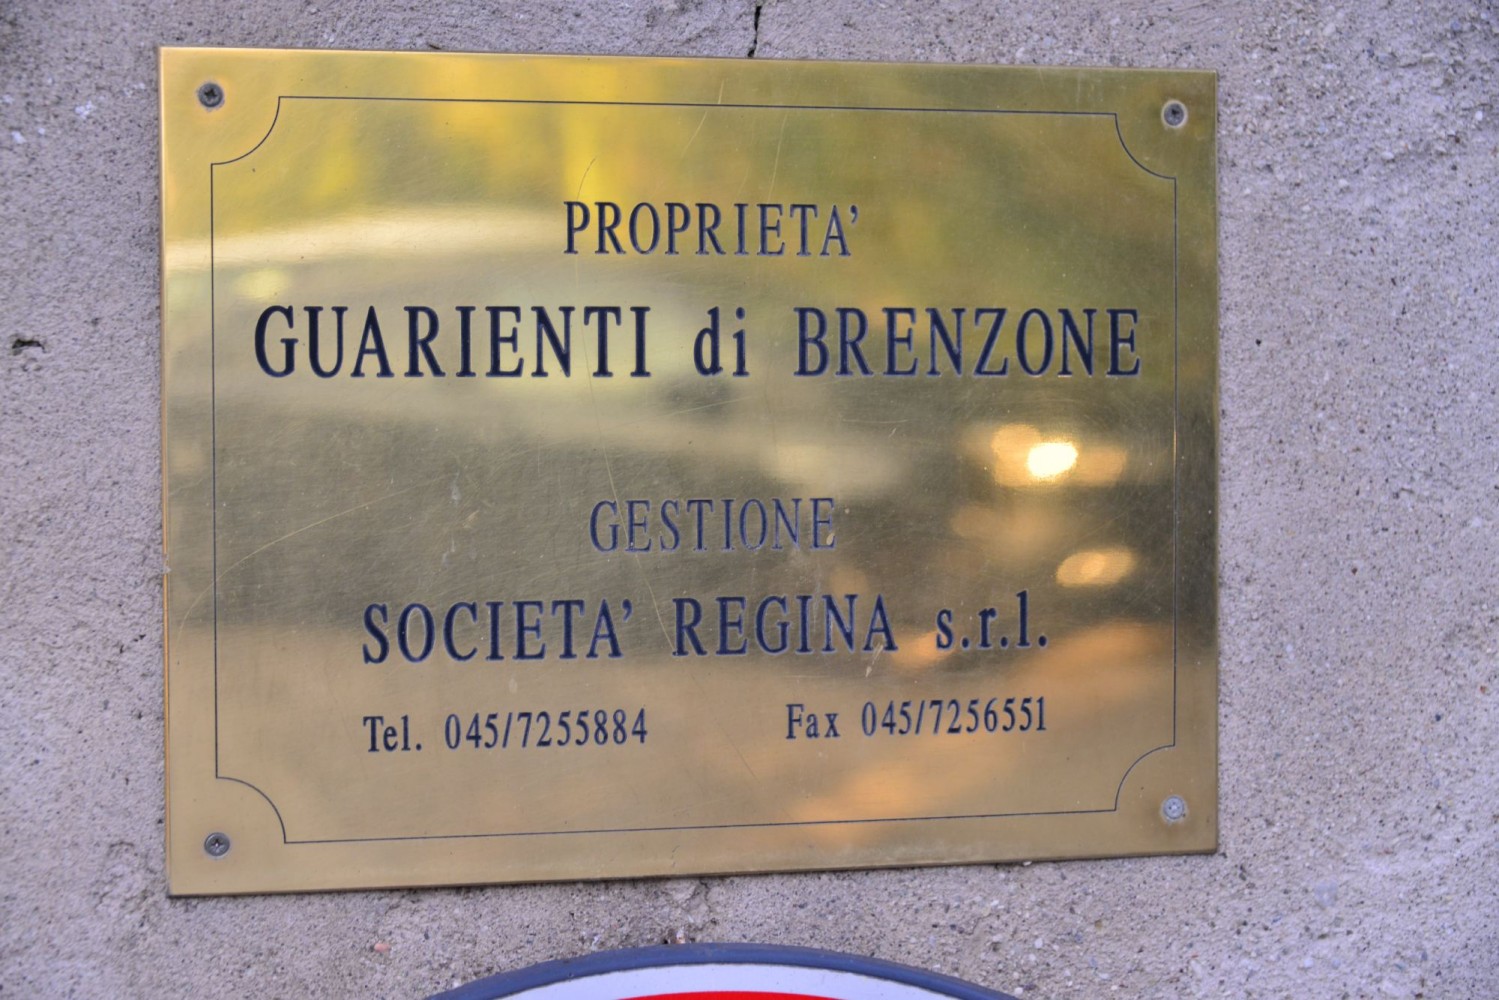 PROPRIETA'
GUARIENTI di BRENZONE
GESTIONE
SOCIETA' REGINA s.r.l.
Tel. 045/7255884 Fax 045/7256551